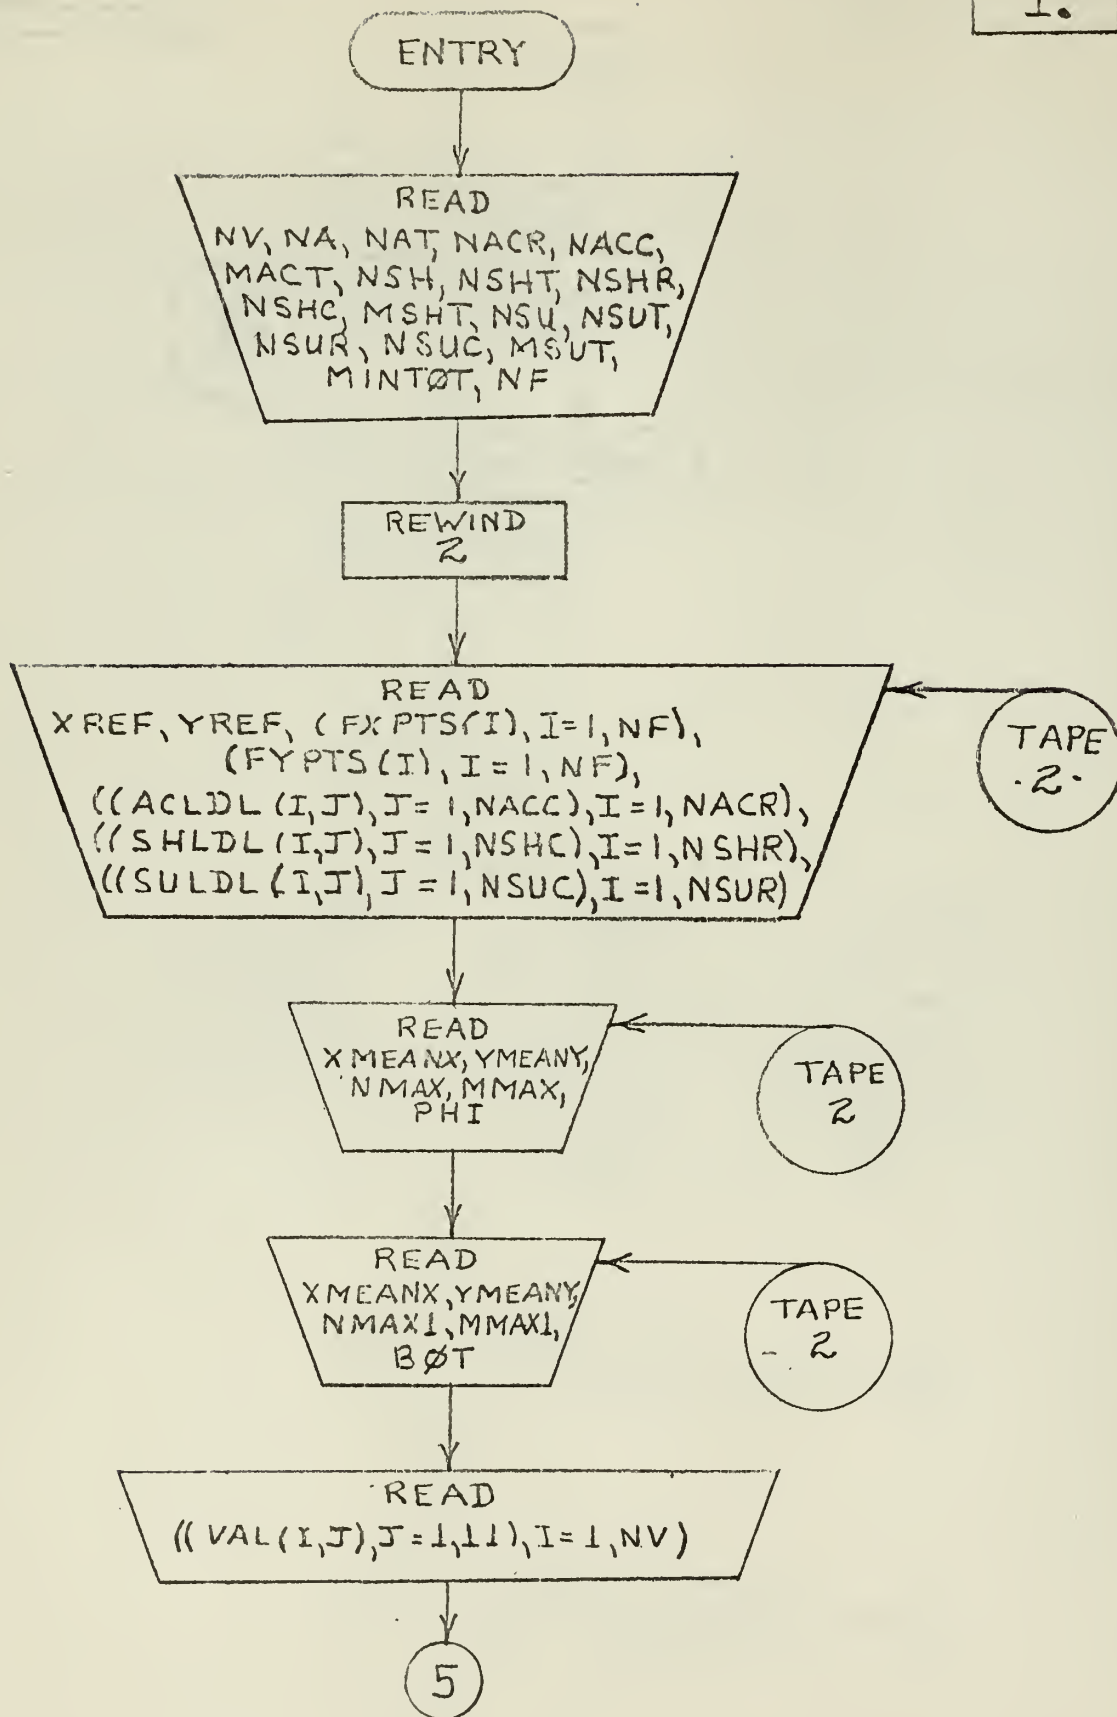 1.
ENTRY
READ
NV, NA, NAT, NACR, NACC,
MACT, NSH, NSHT, NSHR,
NSHC, MSHT, NSU, NSUT,
NSUR, NSUC, MSUT,
MINTØT, NF
REWIND
2
READ
XREF, YREF, (FXPTS(I), I=1, NF),
(FYPTS(I), I=1, NF),
((ACLDL(I,J), J=1, NACC), I=1, NACR),
((SHLDL(I,J), J=1, NSHC), I=1, NSHR),
((SULDL(I,J), J=1, NSUC), I=1, NSUR)
TAPE
2
READ
XMEANX, YMEANY,
NMAX, MMAX,
PHI
TAPE
2
READ
XMEANX, YMEANY,
NMAX1, MMAX1,
BØT
TAPE
2
READ
((VAL(I,J), J=1,11), I=1, NV)
5